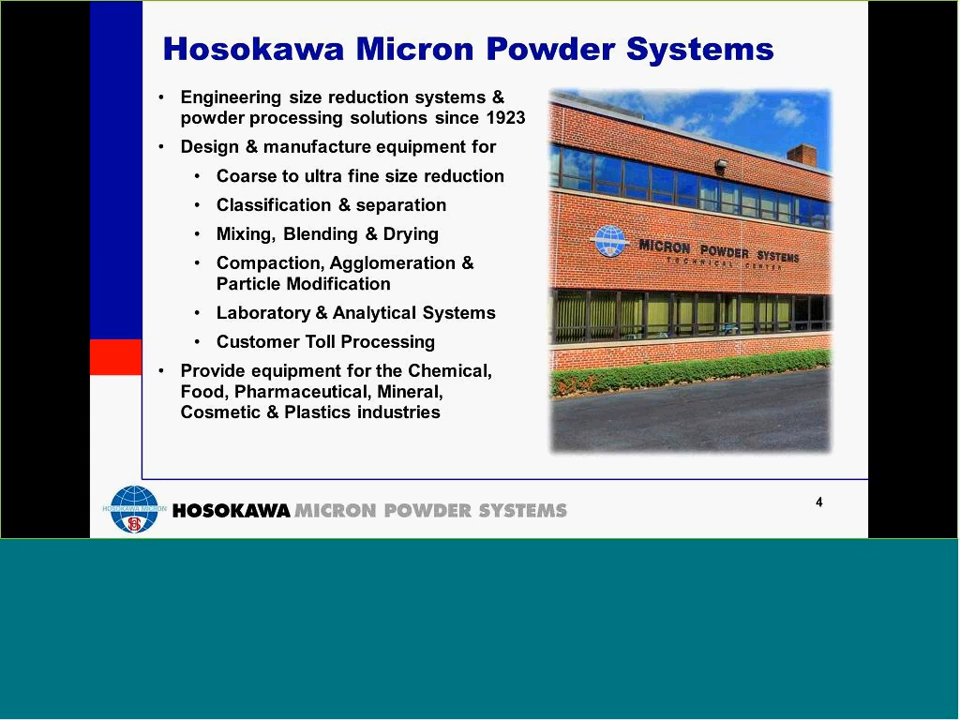 Hosokawa Micron Powder Systems
• Engineering size reduction systems &
powder processing solutions since 1923
• Design & manufacture equipment for
• Coarse to ultra fine size reduction
• Classification & separation
• Mixing, Blending & Drying
• Compaction, Agglomeration &
Particle Modification
• Laboratory & Analytical Systems
• Customer Toll Processing
• Provide equipment for the Chemical,
Food, Pharmaceutical, Mineral,
Cosmetic & Plastics industries
MICRON POWDER SYSTEMS
TECHNICAL CENTER
HOSOKAWA MICRON
HOSOKAWA MICRON POWDER SYSTEMS
4